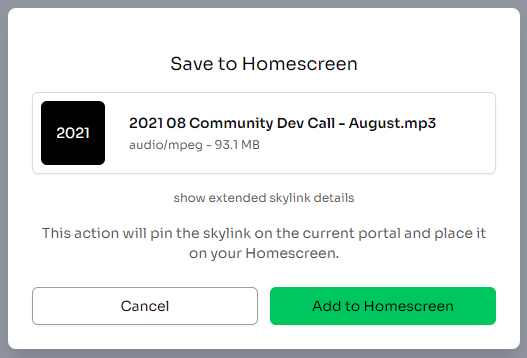 Save to Homescreen
2021
2021 08 Community Dev Call - August.mp3
audio/mpeg - 93.1 MB
show extended skylink details
This action will pin the skylink on the current portal and place it
on your Homescreen.
Cancel
Add to Homescreen